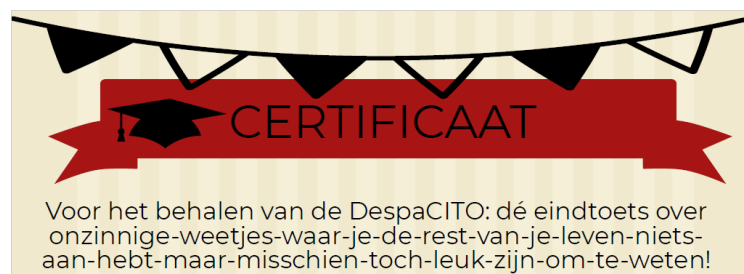 CERTIFICAAT
Voor het behalen van de DespaCITO: dé eindtoets over
onzinnige-weetjes-waar-je-de-rest-van-je-leven-niets-
aan-hebt-maar-misschien-toch-leuk-zijn-om-te-weten!